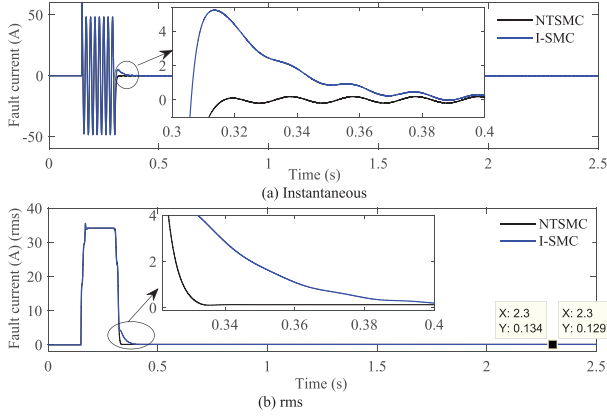 Fault current (A)
50
0
-50
4
2
0
0.3
0.32
0.34
0.36
0.38
0.4
NTSMC
I-SMC
0
0.5
1
1.5
2
2.5
Time (s)
(a) Instantaneous
Fault current (A) (rms)
40
30
20
10
0
4
2
0
0.34
0.36
0.38
0.4
NTSMC
I-SMC
X: 2.3
Y: 0.134
X: 2.3
Y: 0.1297
0
0.5
1
1.5
2
2.5
Time (s)
(b) rms